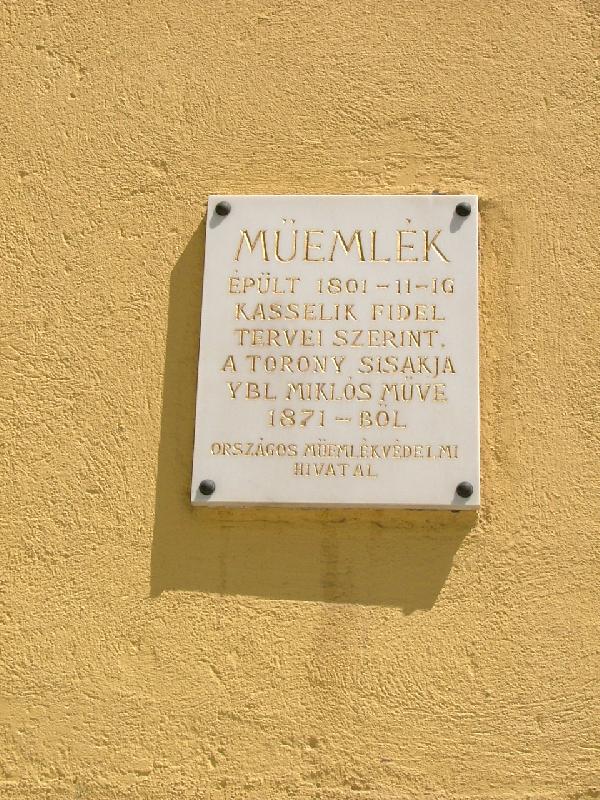 MŰEMLÉK
ÉPÜLT 1801-11-IG
KASSELIK FIDEL
TERVEI SZERINT.
A TORONY SISAKJA
YBL MIKLÓS MŰVE
1871-BŐL
ORSZÁGOS MŰEMLÉKVÉDELMI
HIVATAL